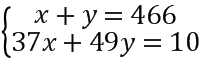 x + y = 466
37x + 49y = 10